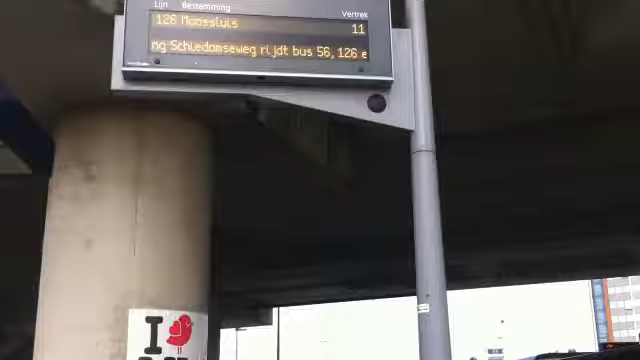 Lijn Bestemming Vertrek
126 Maassluis 11
ng Schiedamseweg rijdt bus 56, 126 e
I